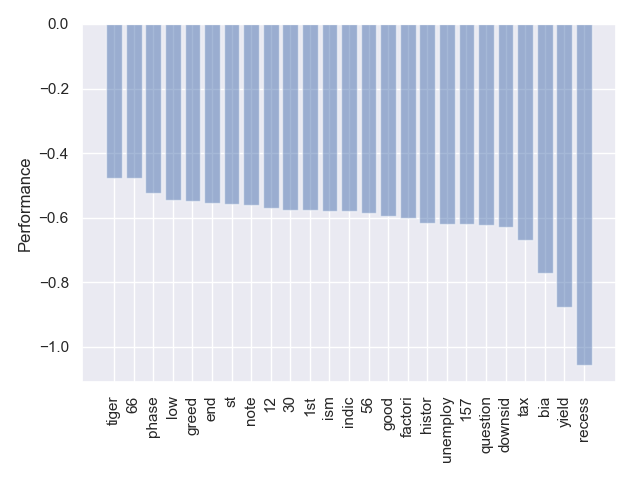 0.0
−0.2
−0.4
−0.6
−0.8
−1.0
Performance
tiger
66
phase
low
greed
end
st
note
12
30
1st
ism
indic
56
good
factori
histor
unemploy
157
question
downsid
tax
bia
yield
recess